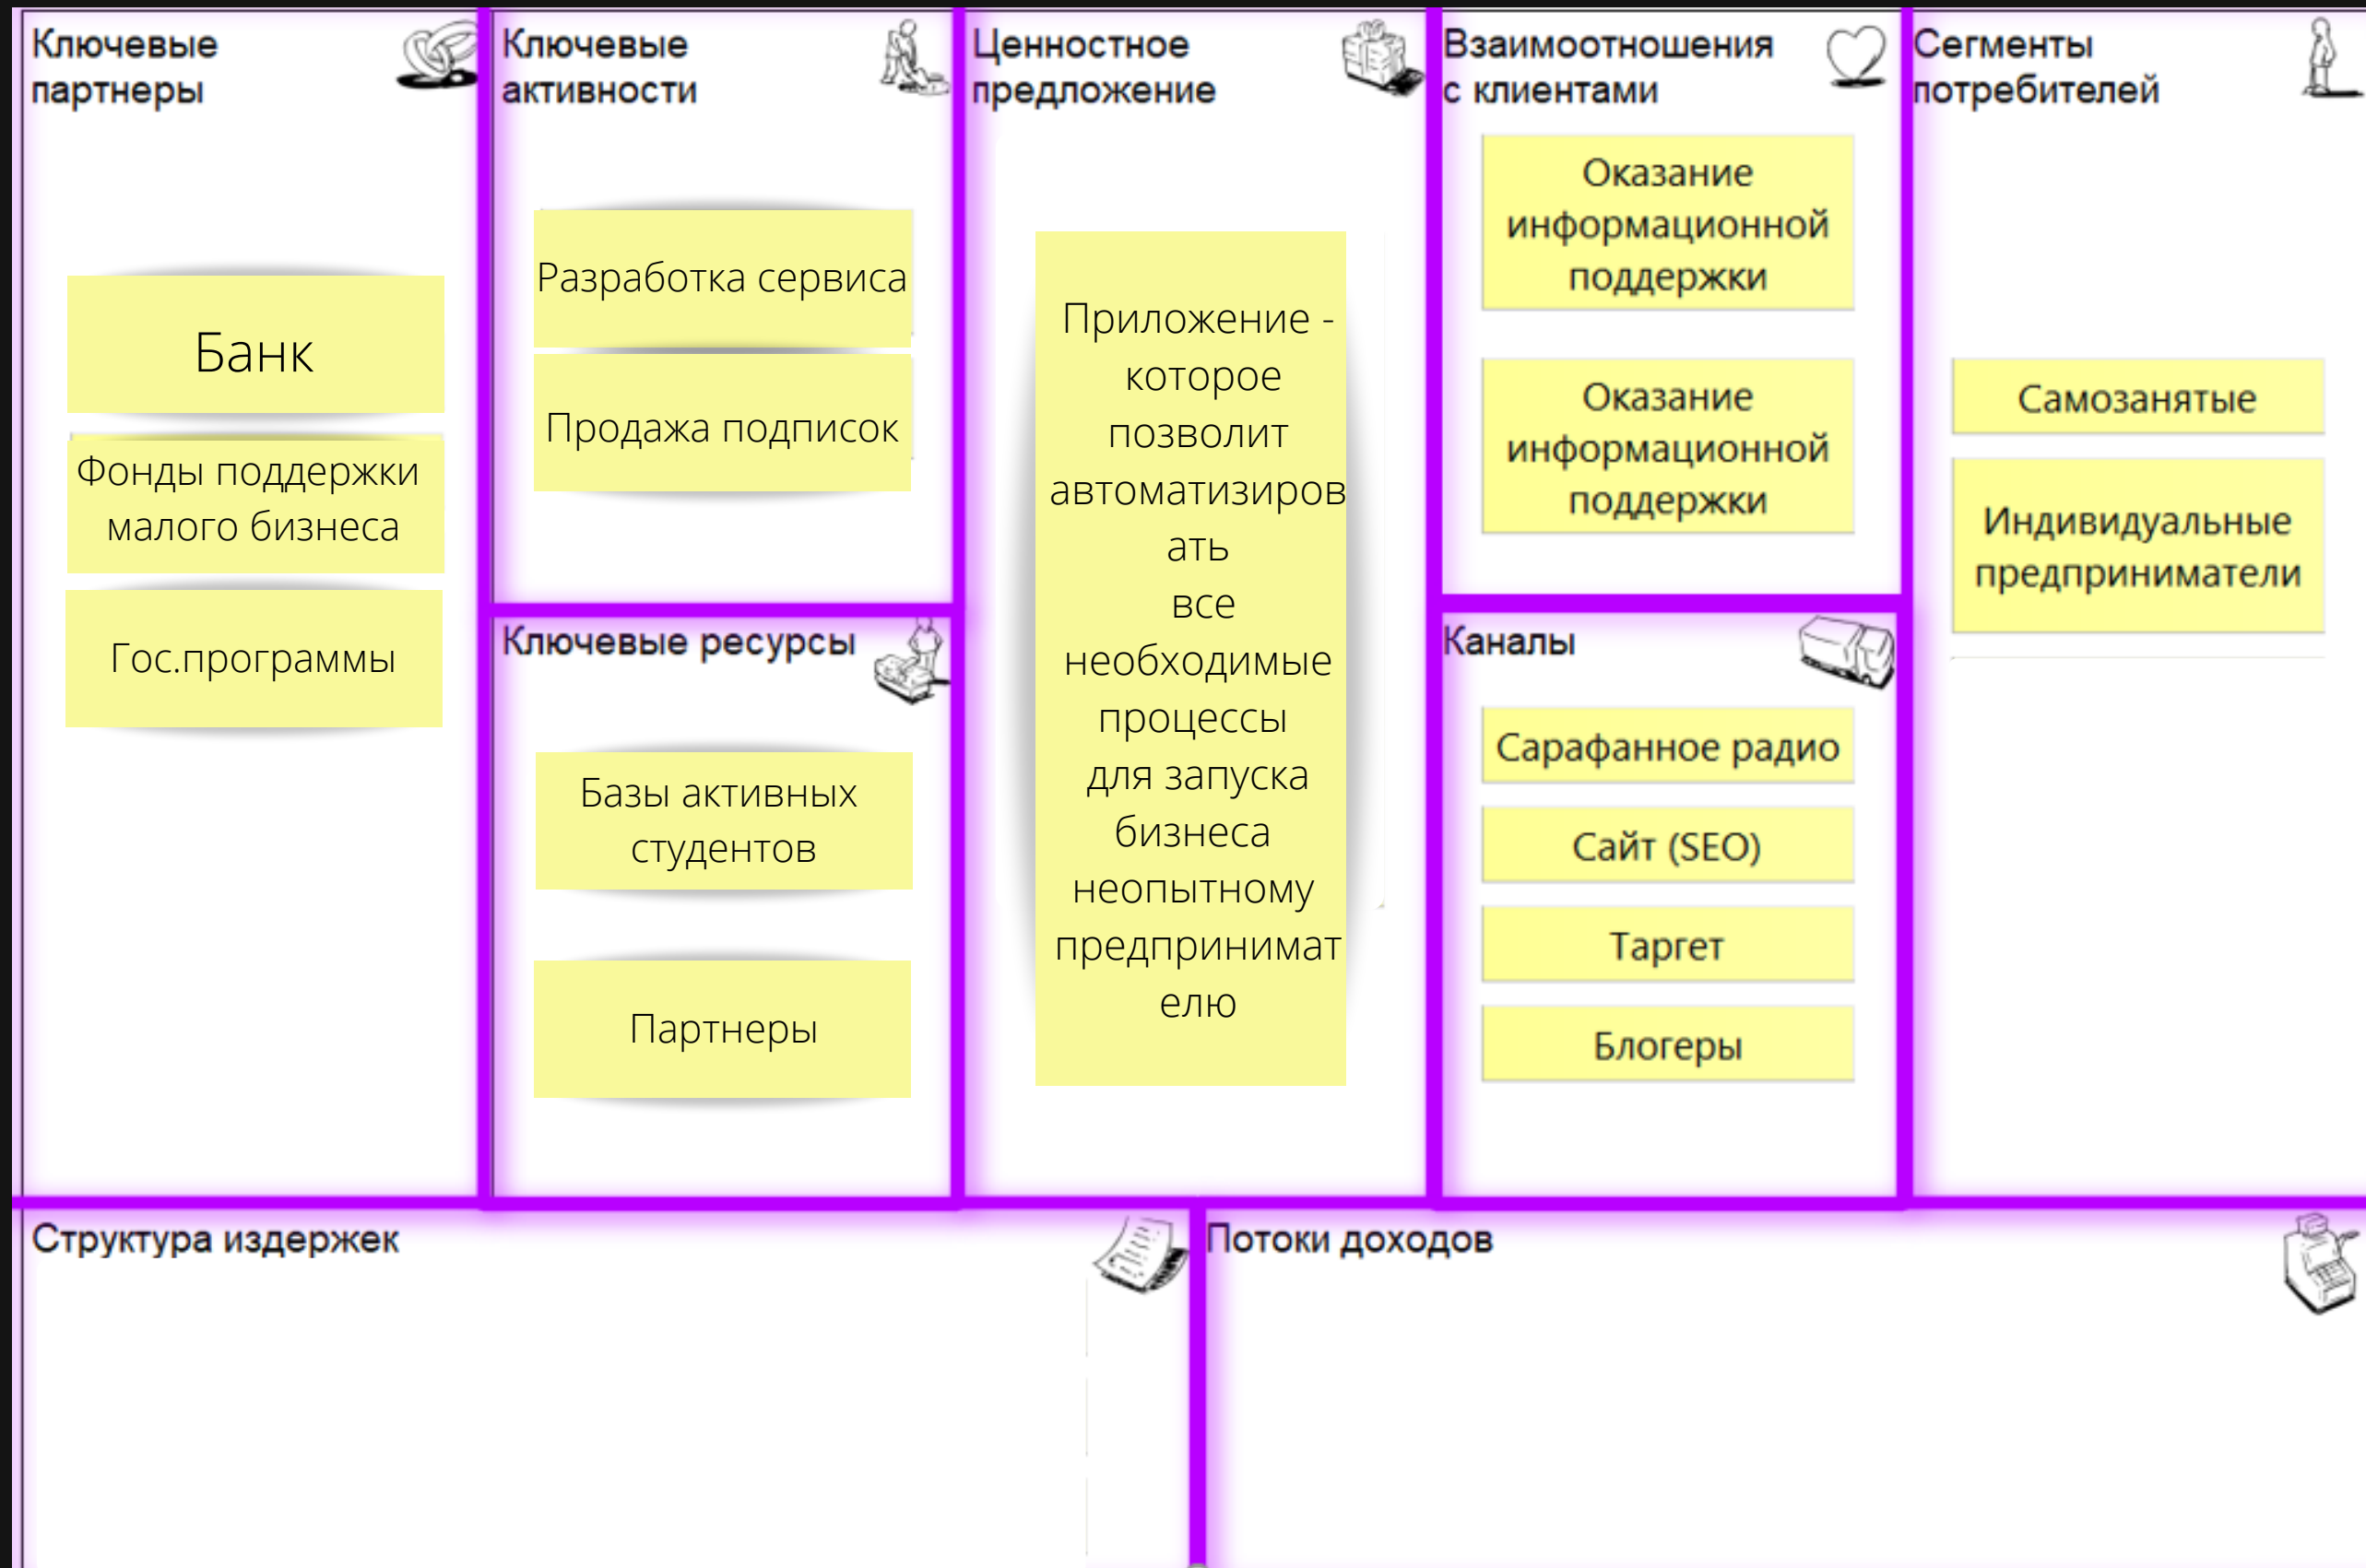 Ключевые
партнеры
Банк
Фонды поддержки
малого бизнеса
Гос.программы
Ключевые
активности
Разработка сервиса
Продажа подписок
Ключевые ресурсы
Базы активных
студентов
Партнеры
Ценностное
предложение
Приложение -
которое
позволит
автоматизиров
ать
все
необходимые
процессы
для запуска
бизнеса
неопытному
предпринимат
елю
Взаимоотношения
с клиентами
Оказание
информационной
поддержки
Оказание
информационной
поддержки
Каналы
Сарафанное радио
Сайт (SEO)
Таргет
Блогеры
Сегменты
потребителей
Самозанятые
Индивидуальные
предприниматели
Структура издержек
Потоки доходов